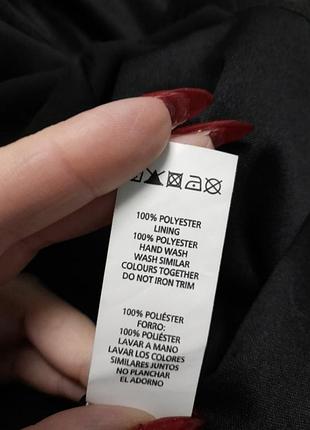 100% POLYESTER
LINING
100% POLYESTER
HAND WASH
WASH SIMILAR
COLOURS TOGETHER
DO NOT IRON TRIM
100% POLIÉSTER
FORRO:
100% POLIÉSTER
LAVAR A MANO
LAVAR LOS COLORES
SIMILARES JUNTOS
NO PLANCHAR
EL ADORNO